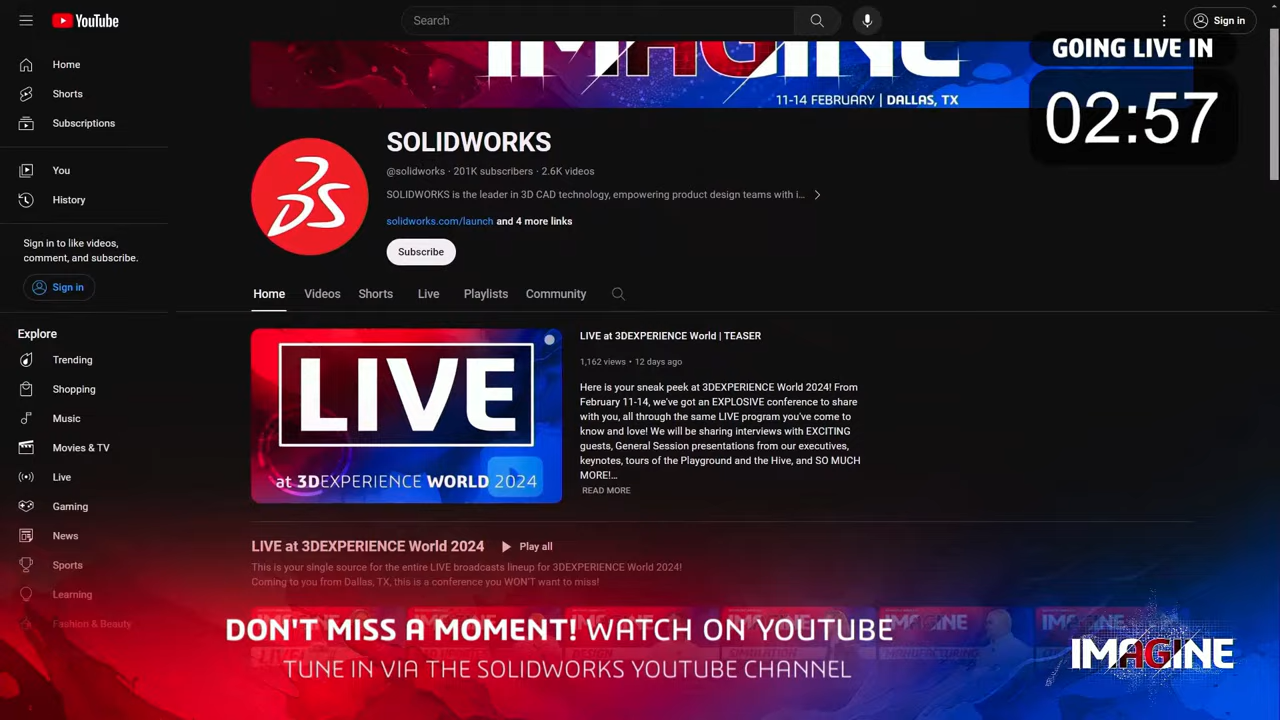 YouTube
Search
Sign in
GOING LIVE IN
02:57
IMAGINE
11-14 FEBRUARY | DALLAS, TX
Home
Shorts
Subscriptions
You
History
Sign in to like videos,
comment, and subscribe.
Sign in
Explore
Trending
Shopping
Music
Movies & TV
Live
Gaming
News
Sports
Learning
Fashion & Beauty
SOLIDWORKS
@solidworks · 201K subscribers · 2.6K videos
SOLIDWORKS is the leader in 3D CAD technology, empowering product design teams with i...
solidworks.com/launch and 4 more links
Subscribe
Home Videos Shorts Live Playlists Community
LIVE
at 3DEXPERIENCE WORLD 2024
LIVE at 3DEXPERIENCE World | TEASER
1,162 views • 12 days ago
Here is your sneak peek at 3DEXPERIENCE World 2024! From
February 11-14, we've got an EXPLOSIVE conference to share
with you, all through the same LIVE program you've come to
know and love! We will be sharing interviews with EXCITING
guests, General Session presentations from our executives,
keynotes, tours of the Playground and the Hive, and SO MUCH
MORE!...
READ MORE
LIVE at 3DEXPERIENCE World 2024 Play all
This is your single source for the entire LIVE broadcasts lineup for 3DEXPERIENCE World 2024!
Coming to you from Dallas, TX, this is a conference you WON'T want to miss!
DON'T MISS A MOMENT! WATCH ON YOUTUBE
TUNE IN VIA THE SOLIDWORKS YOUTUBE CHANNEL
IMAGINE